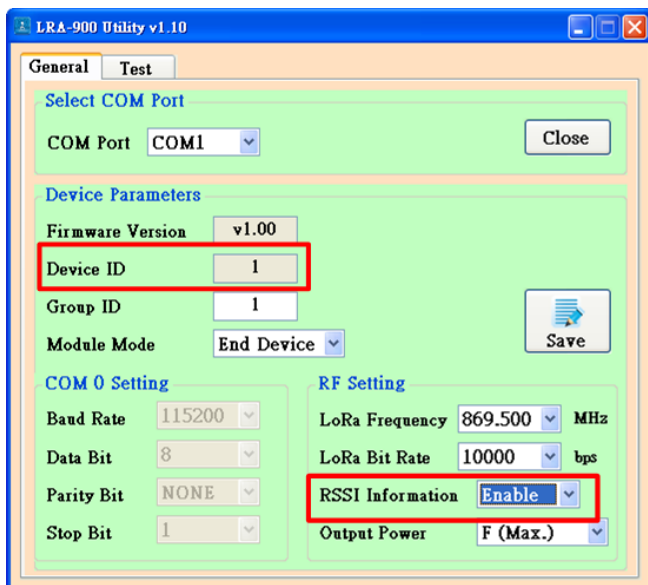 LRA-900 Utility v1.10
General Test
Select COM Port
COM Port COM1 Close
Device Parameters
Firmware Version v1.00
Device ID 1
Group ID 1
Module Mode End Device Save
COM 0 Setting
Baud Rate 115200
Data Bit 8
Parity Bit NONE
Stop Bit 1
RF Setting
LoRa Frequency 869.500 MHz
LoRa Bit Rate 10000 bps
RSSI Information Enable
Output Power F (Max.)